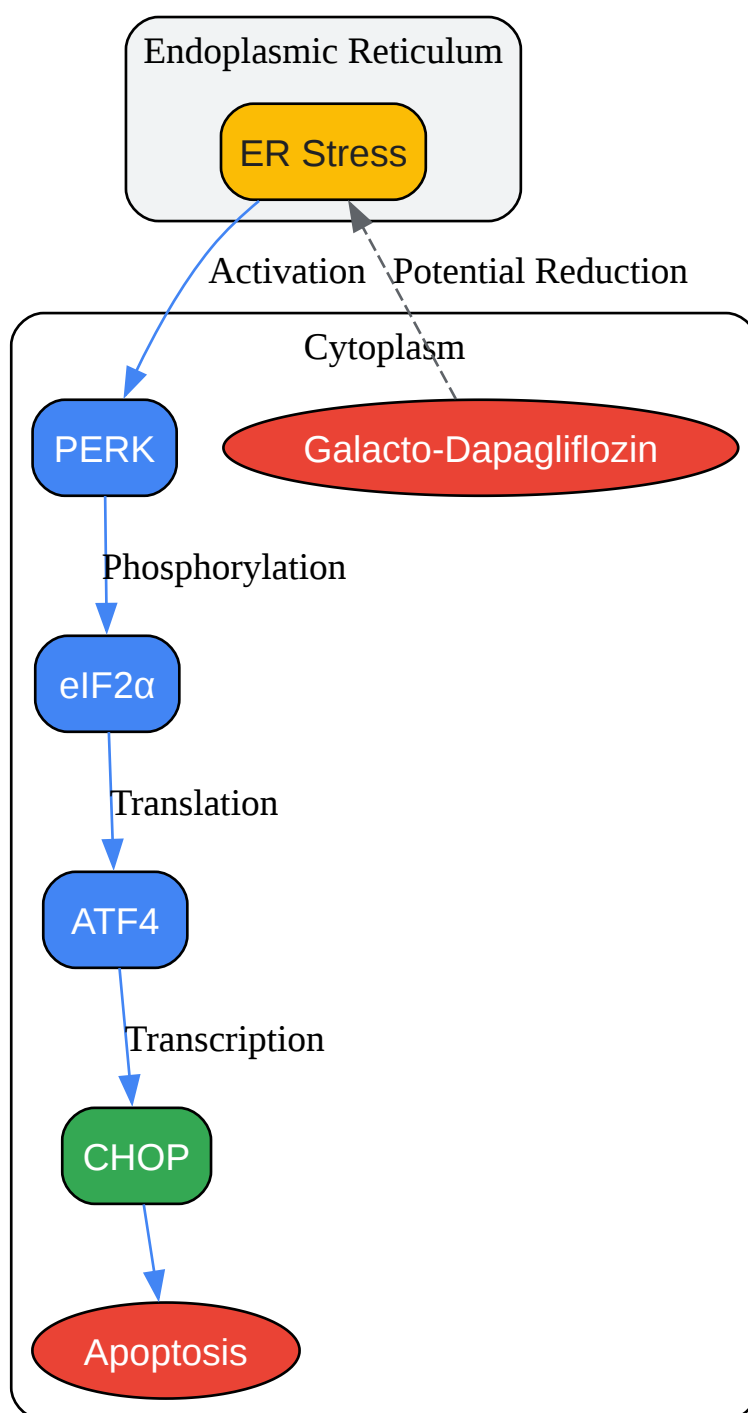 Endoplasmic Reticulum
ER Stress
Activation
Potential Reduction
Cytoplasm
PERK
Galacto-Dapagliflozin
Phosphorylation
eIF2α
Translation
ATF4
Transcription
CHOP
Apoptosis